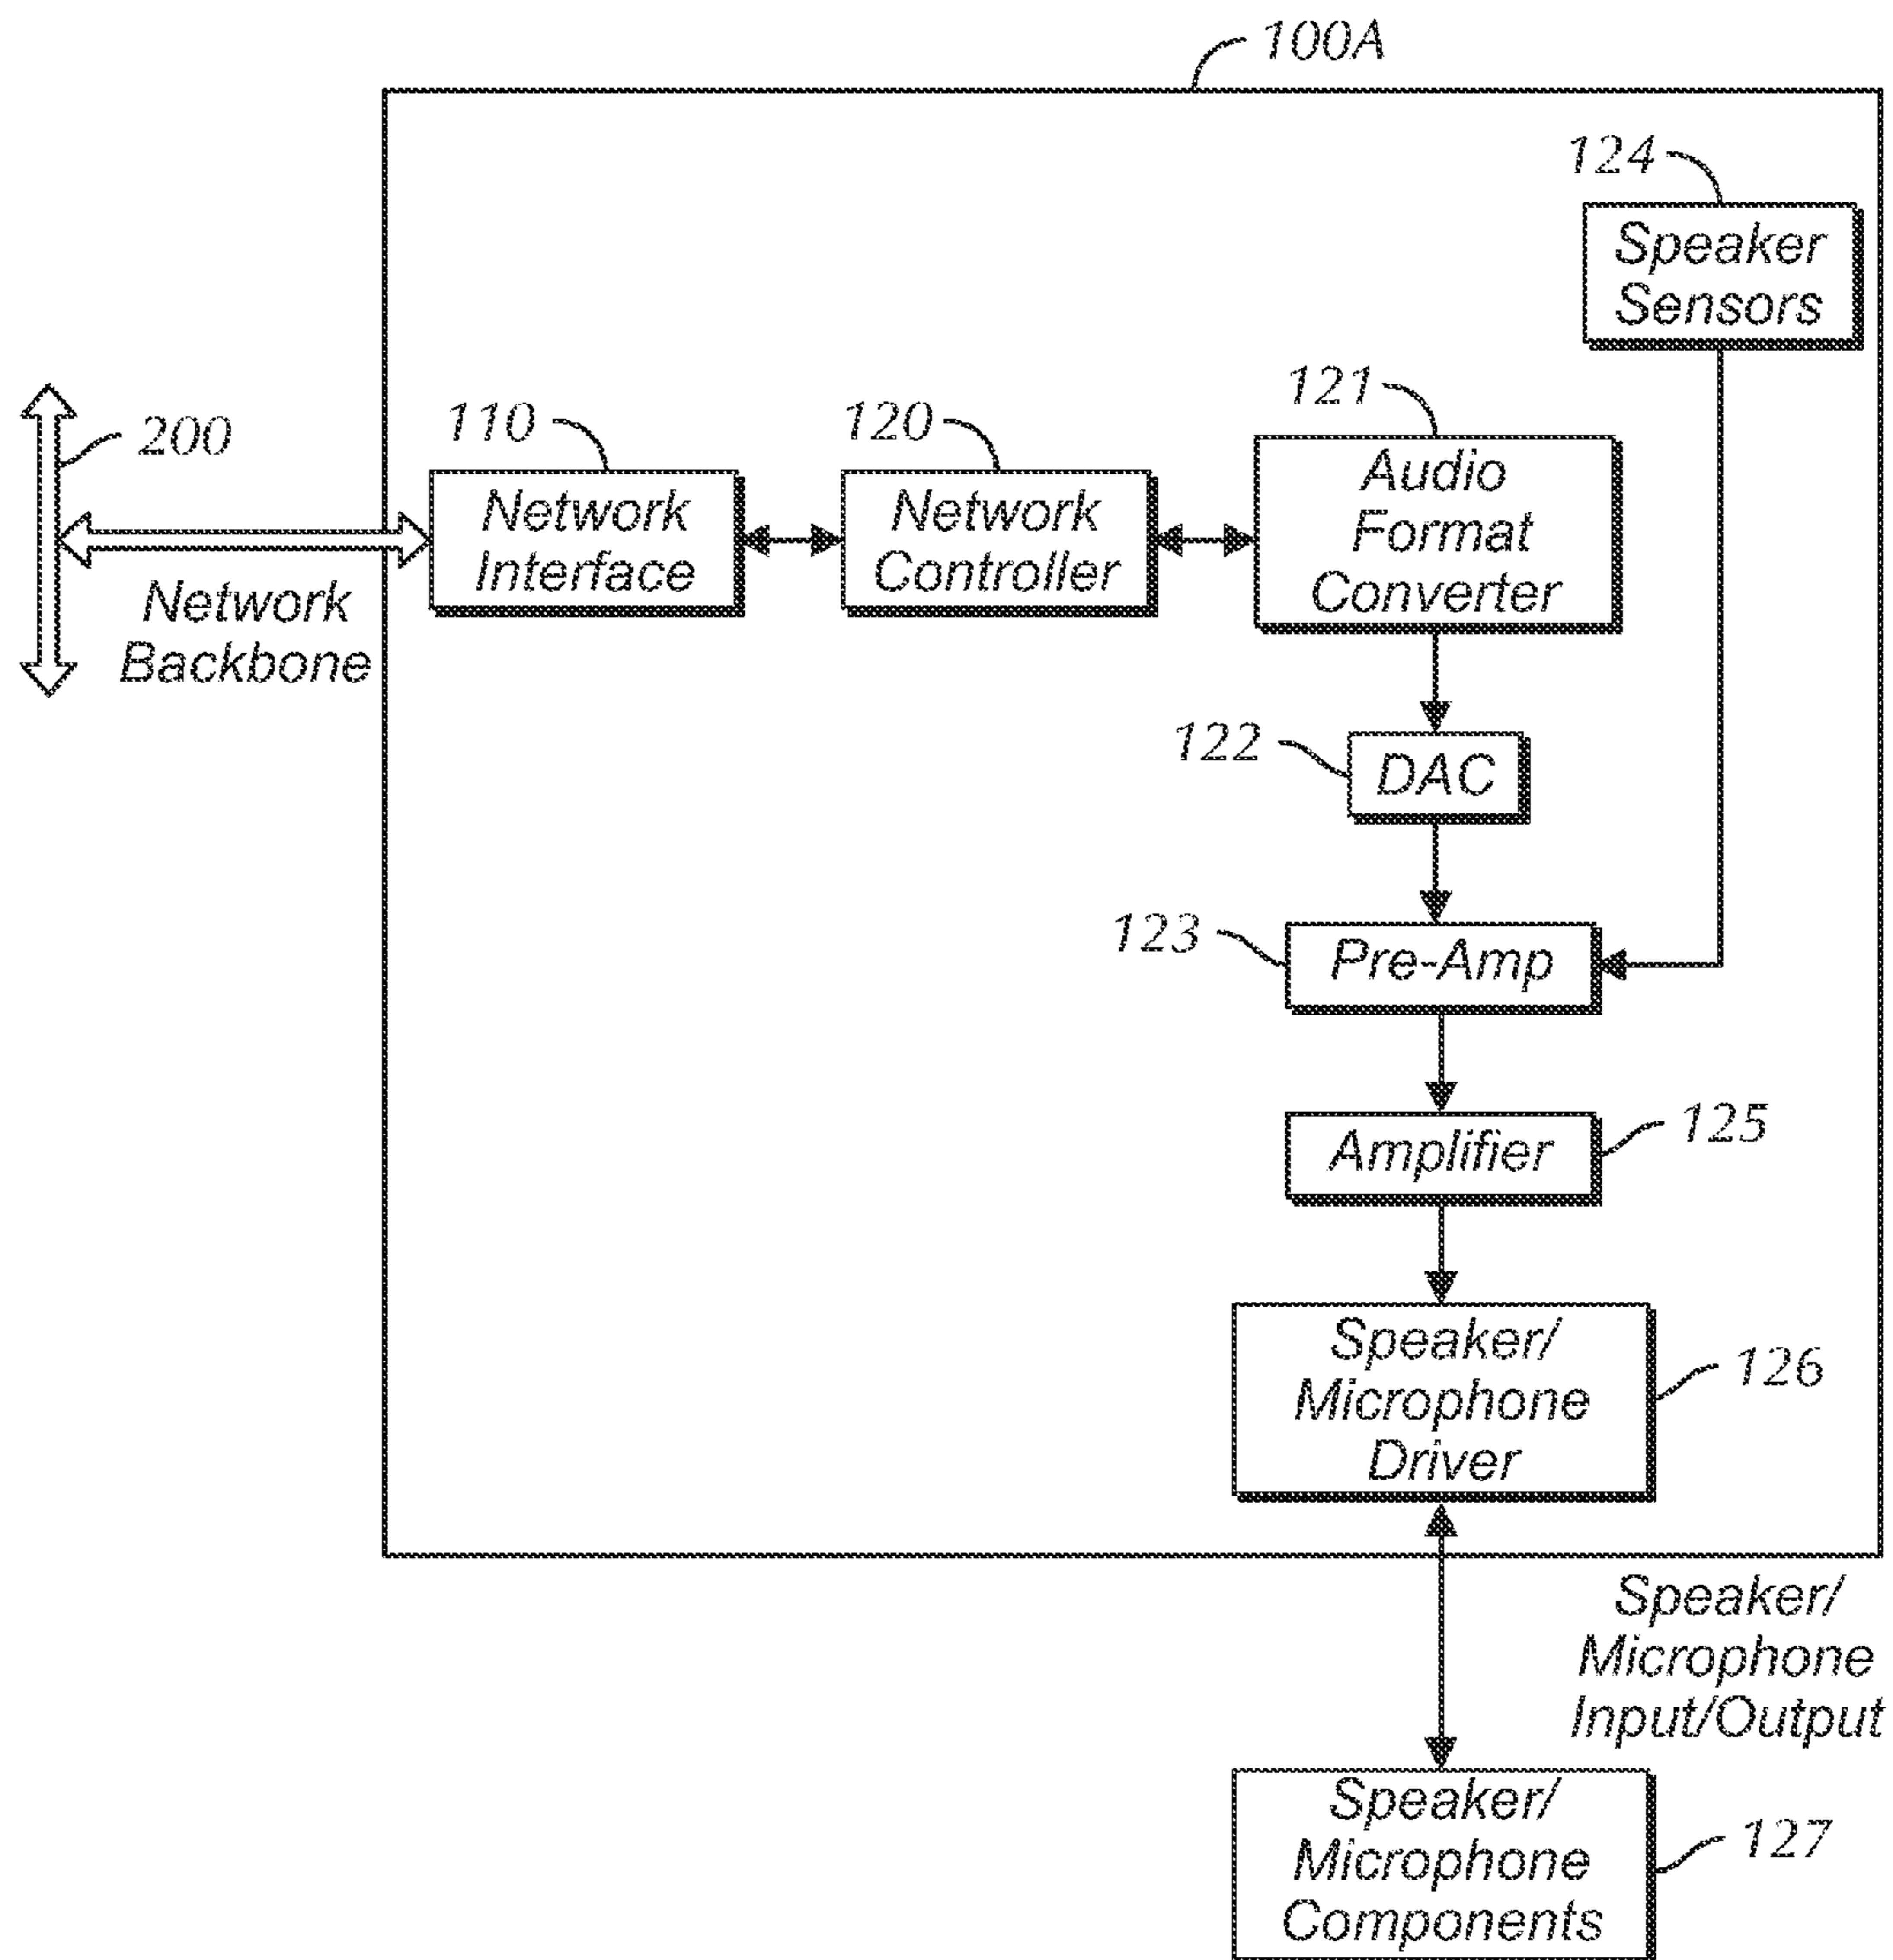 100A
124
Speaker
Sensors
200
110
Network
Interface
120
Network
Controller
121
Audio
Format
Converter
Network
Backbone
122
DAC
123
Pre-Amp
Amplifier
125
Speaker/
Microphone
Driver
126
Speaker/
Microphone
Input/Output
Speaker/
Microphone
Components
127